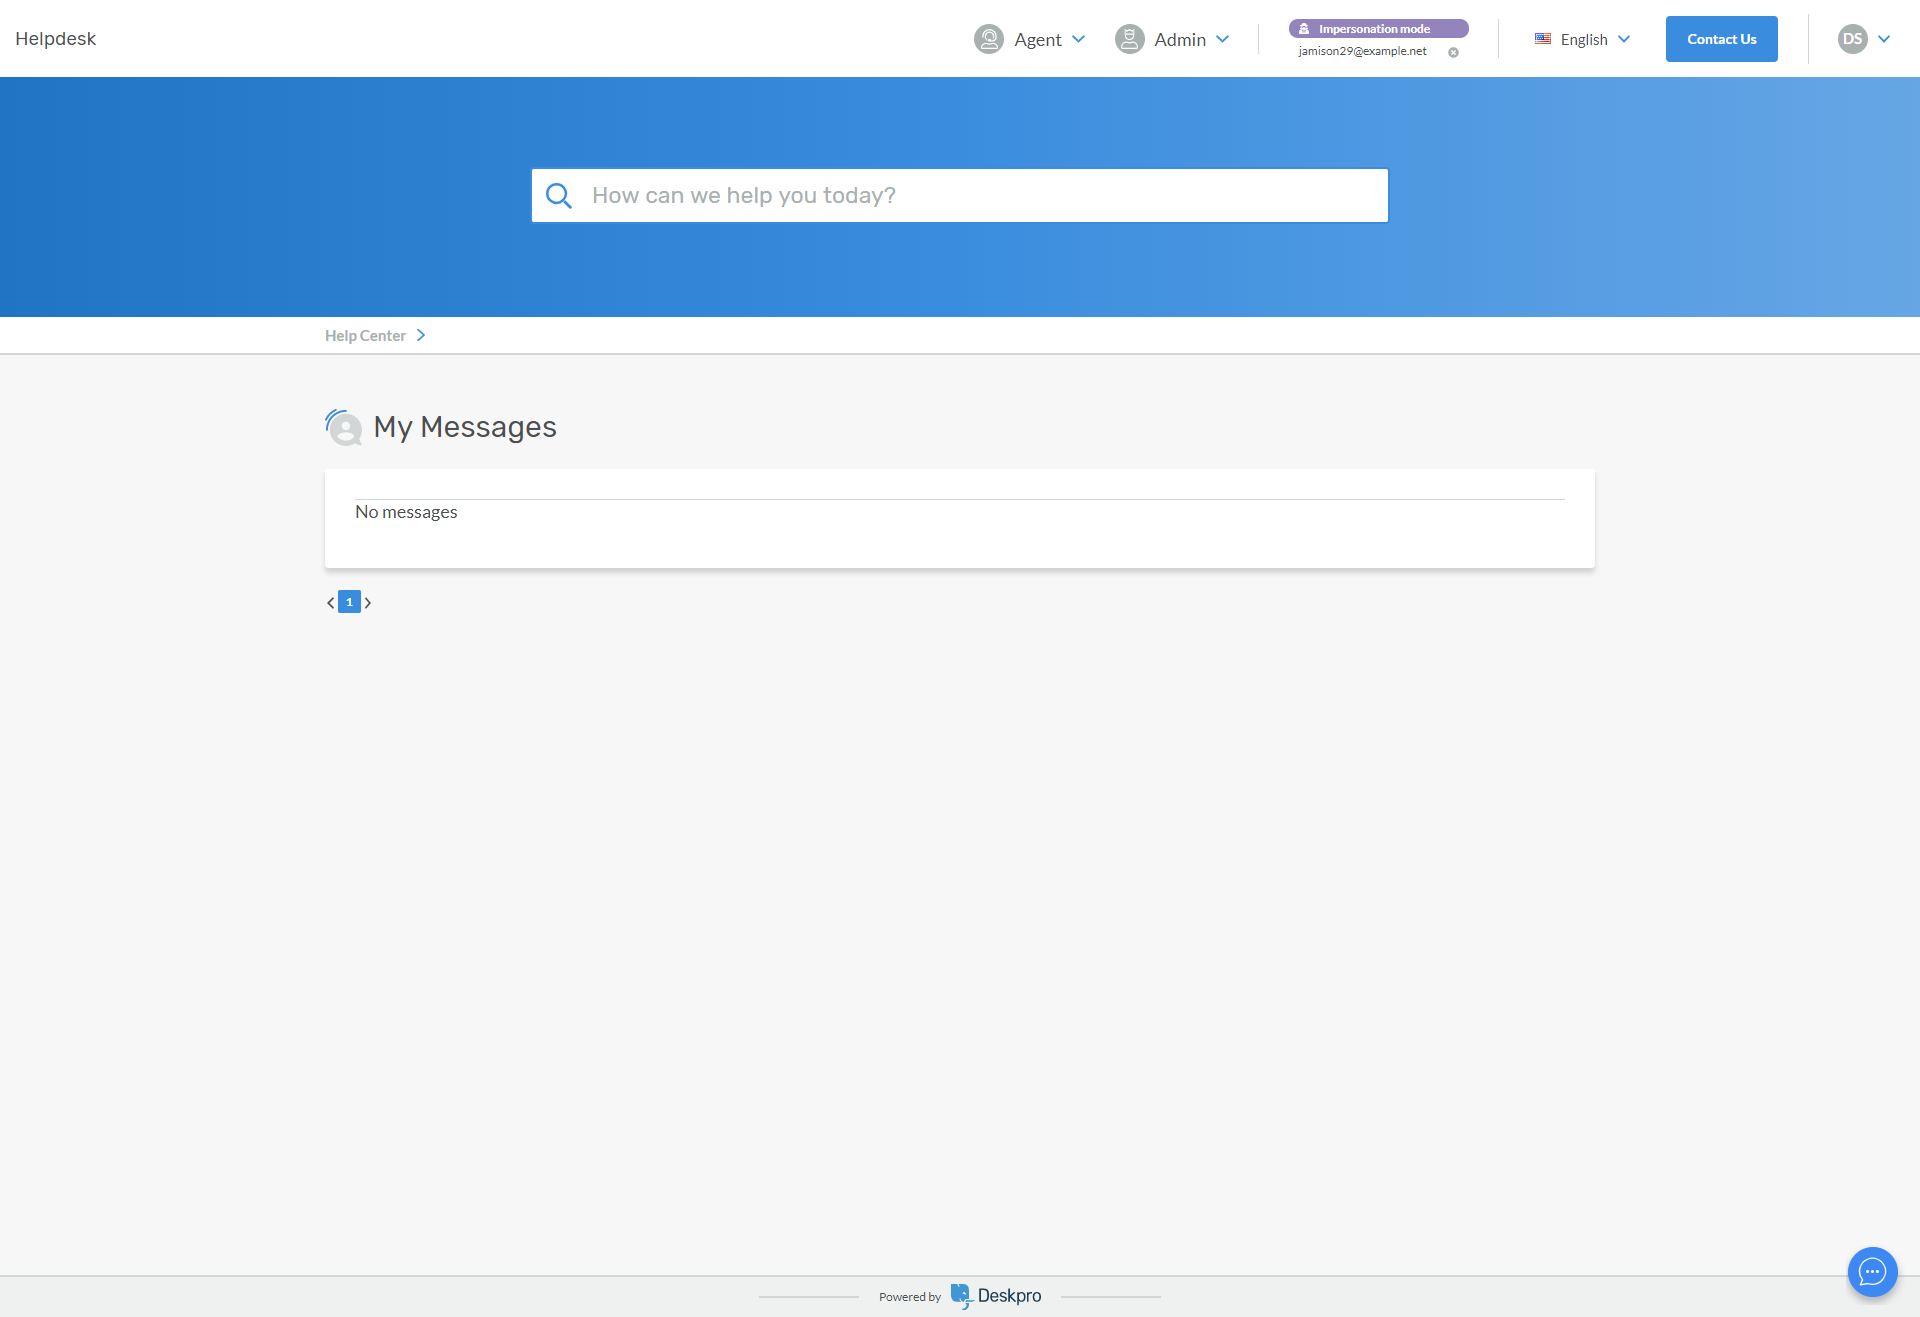 Helpdesk
Agent
Admin
Impersonation mode
jamison29@example.net
English
Contact Us
DS
How can we help you today?
Help Center
My Messages
No messages
1
Powered by Deskpro